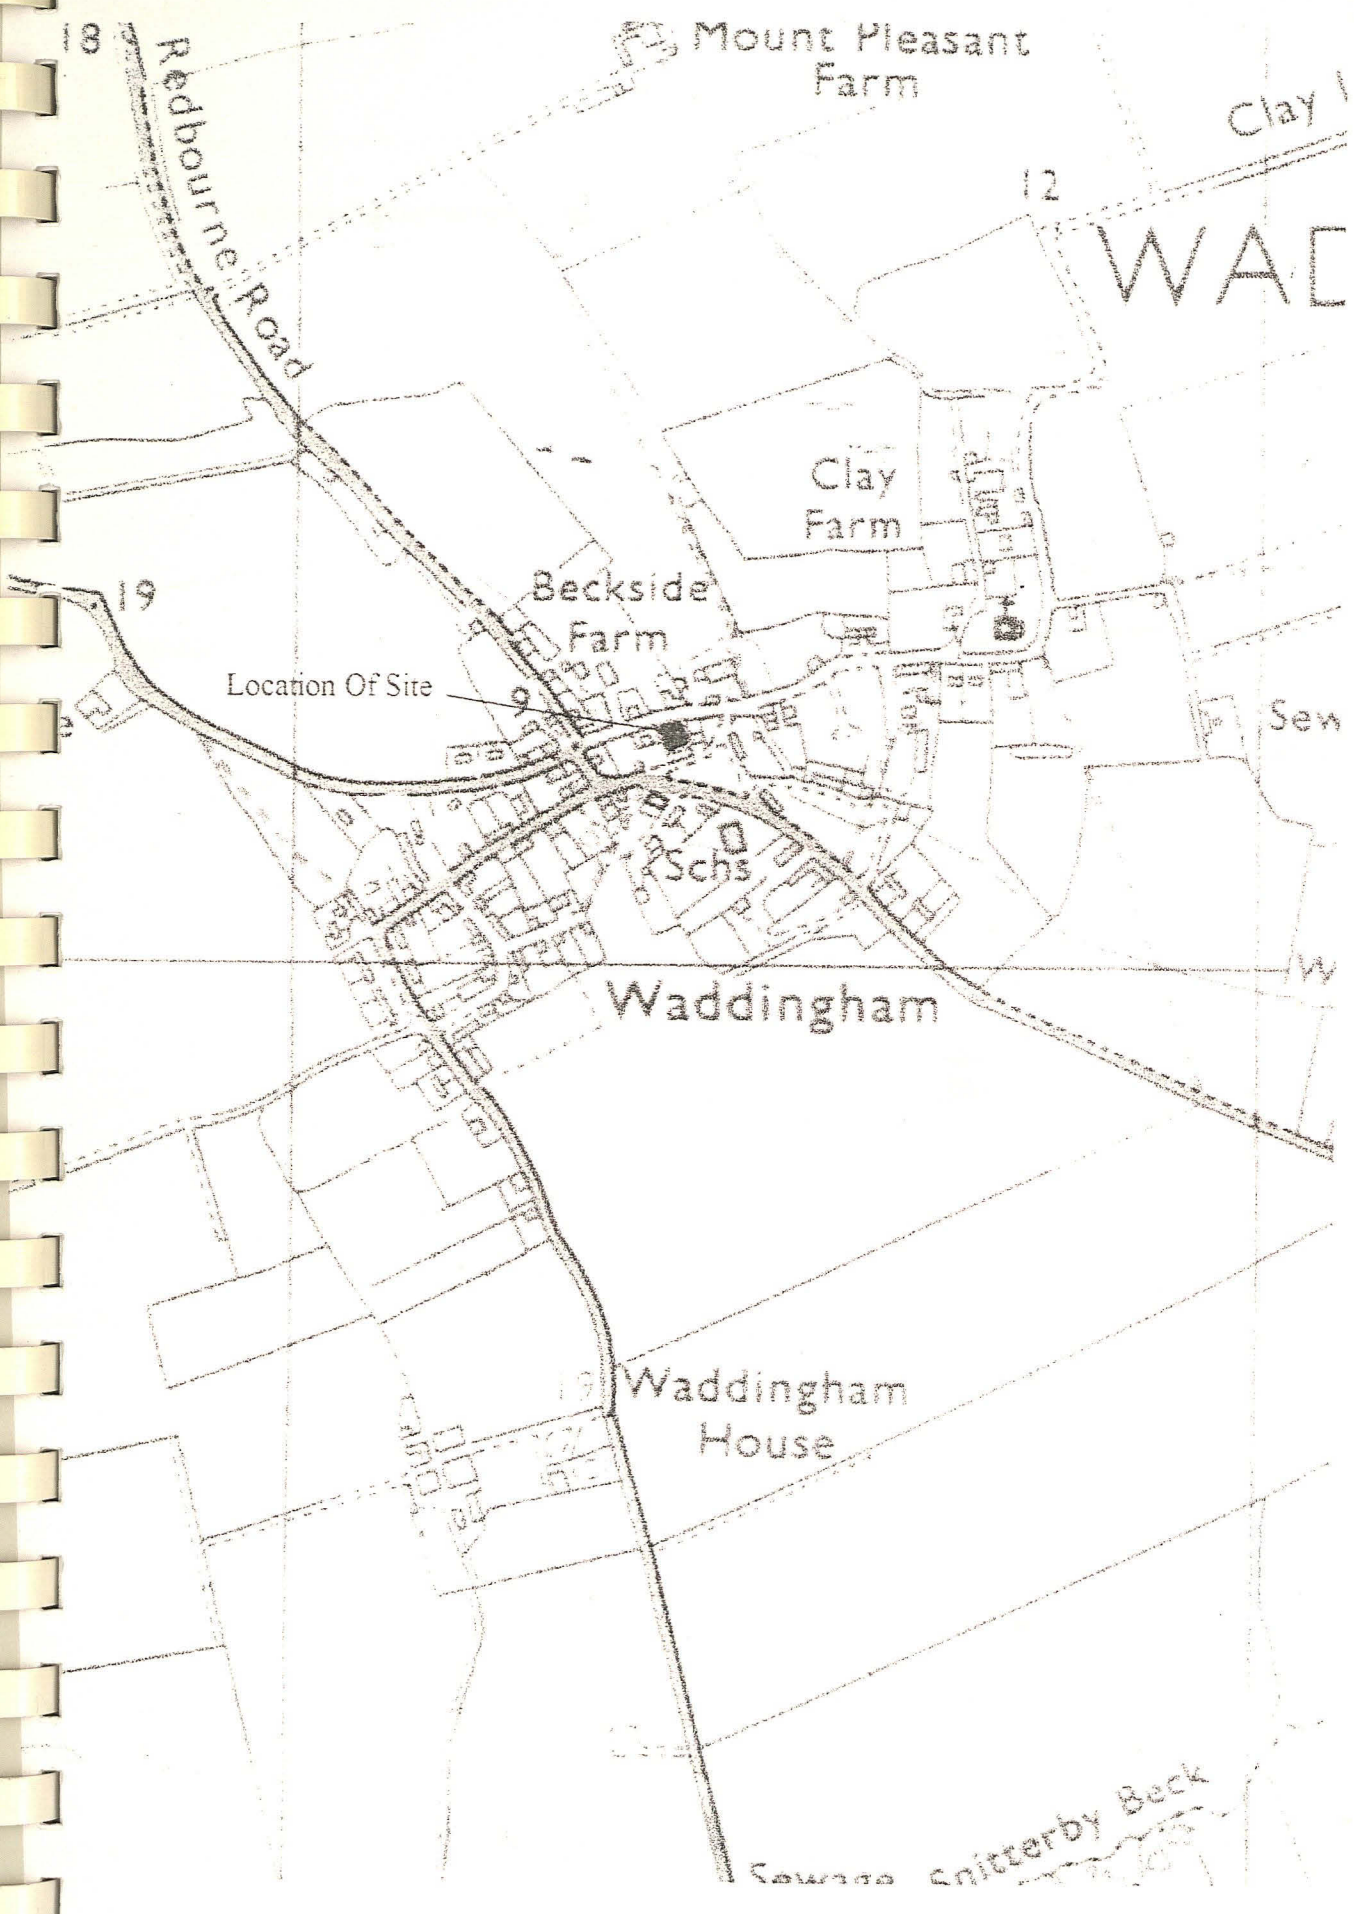 18
Redbourne Road
Mount Pleasant
Farm
Clay
12
WAD
Clay
Farm
19
Beckside
Farm
Location Of Site
9
e
Sew
Schs
W
Waddingham
19
Waddingham
House
Snitterby Beck
Sewage